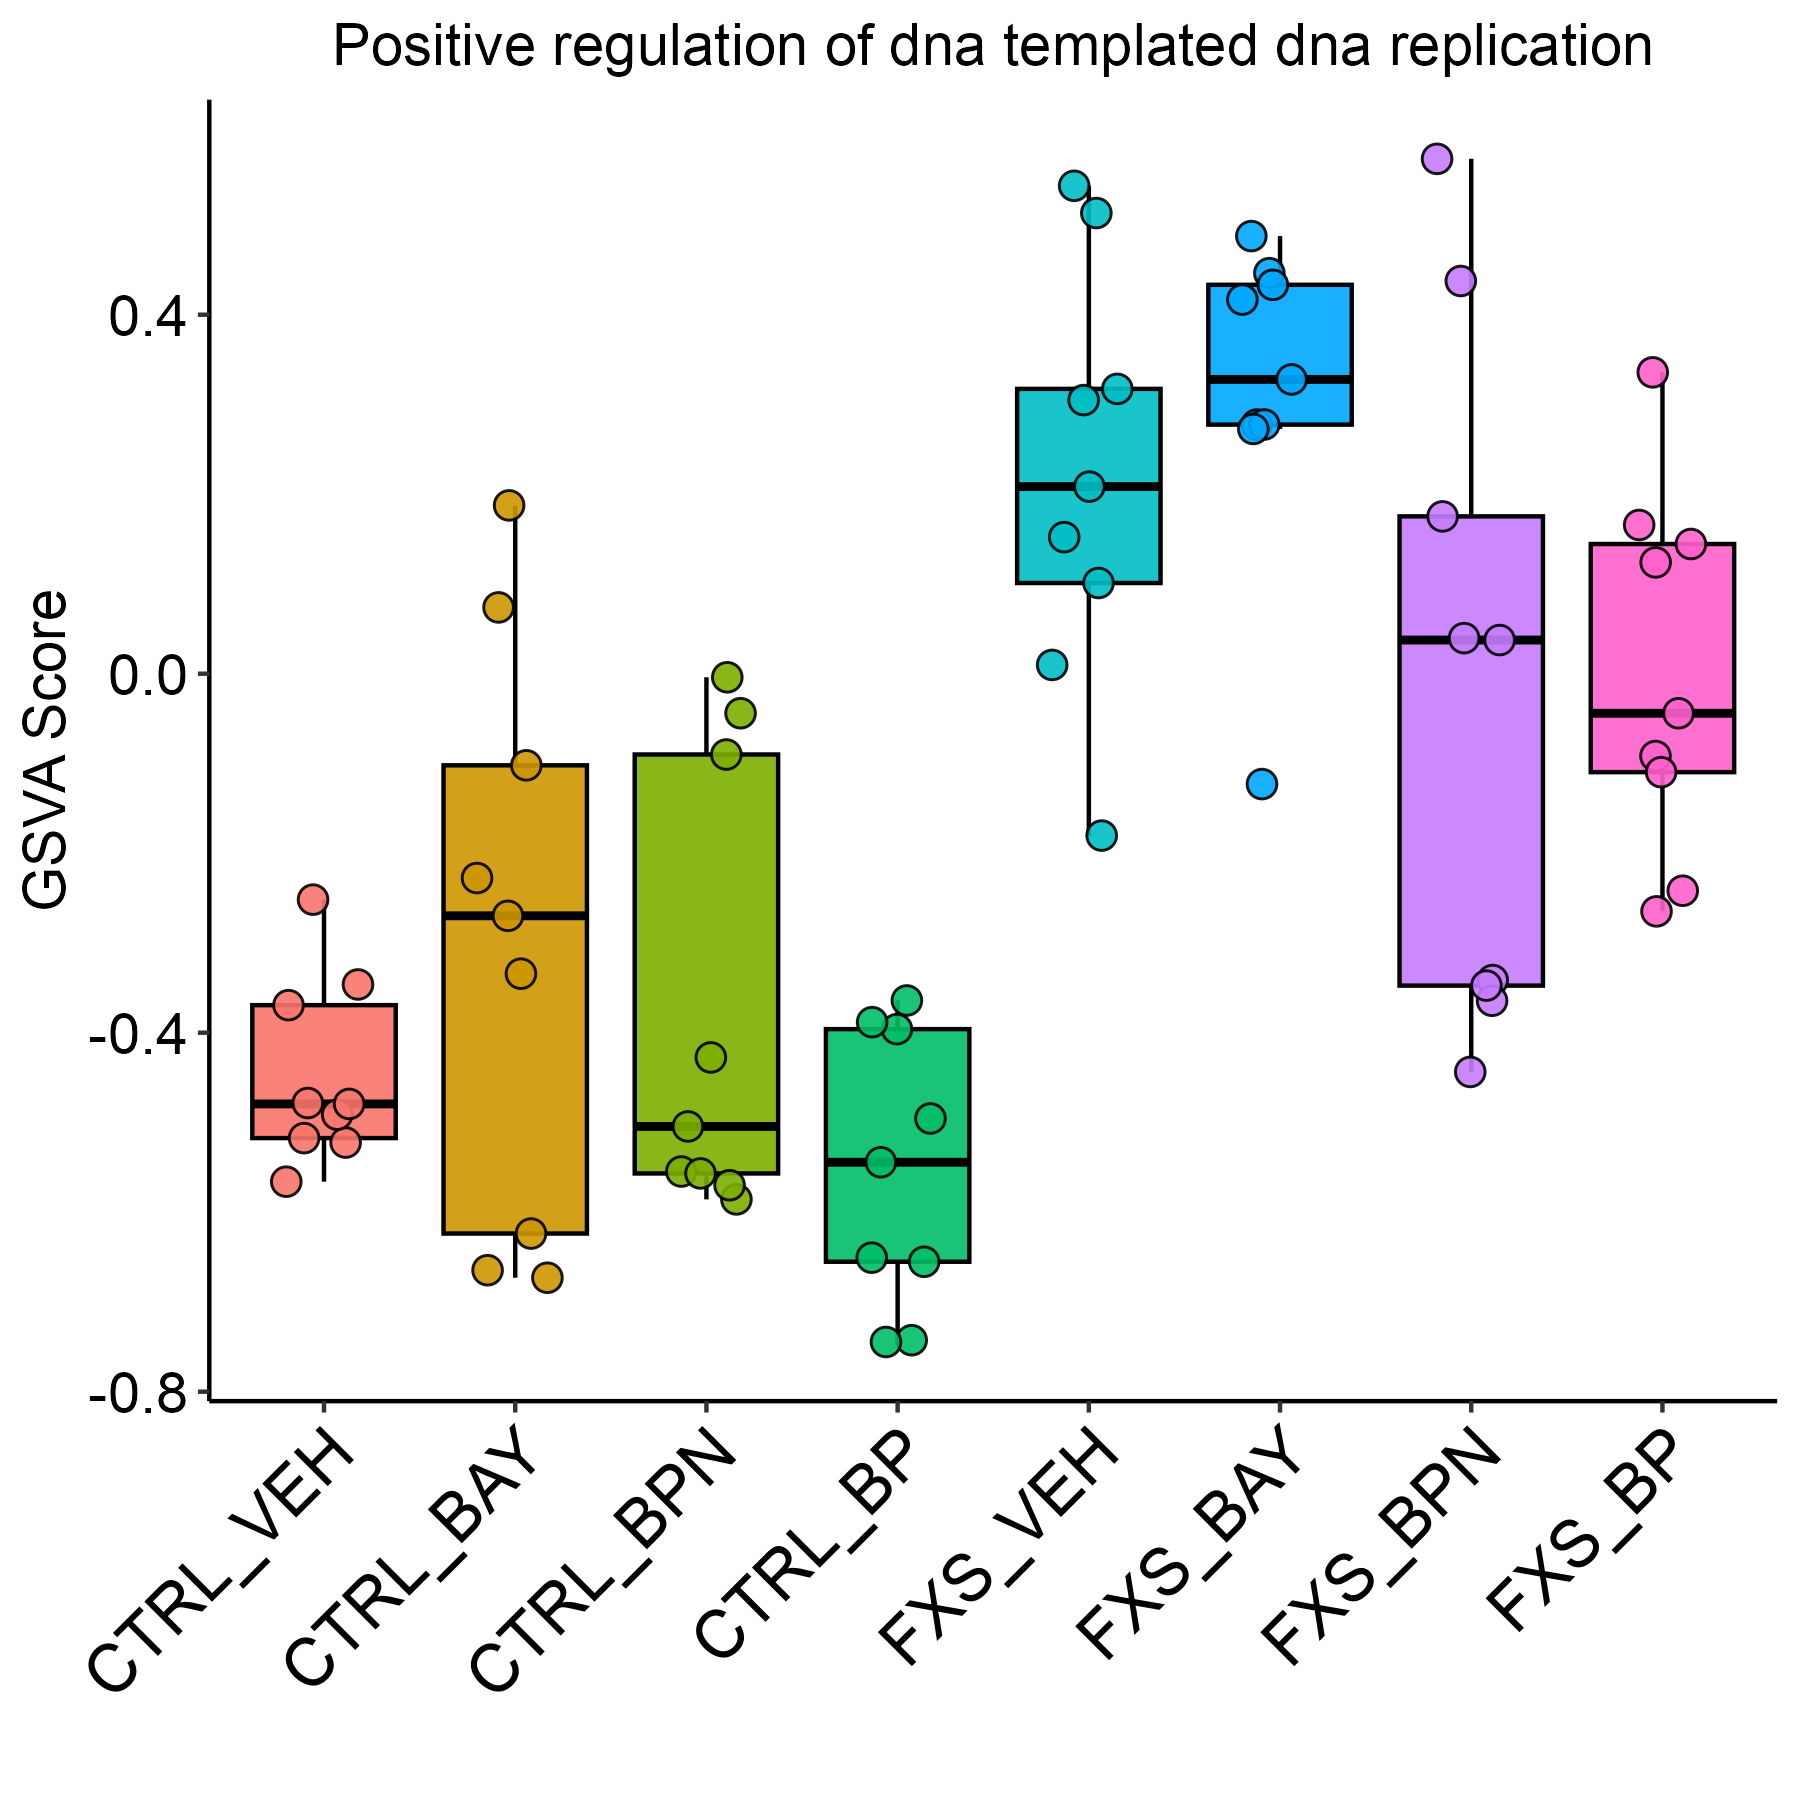 Positive regulation of dna templated dna replication
GSVA Score
0.4
0.0
-0.4
-0.8
CTRL_VEH
CTRL_BAY
CTRL_BPN
CTRL_BP
FXS_VEH
FXS_BAY
FXS_BPN
FXS_BP